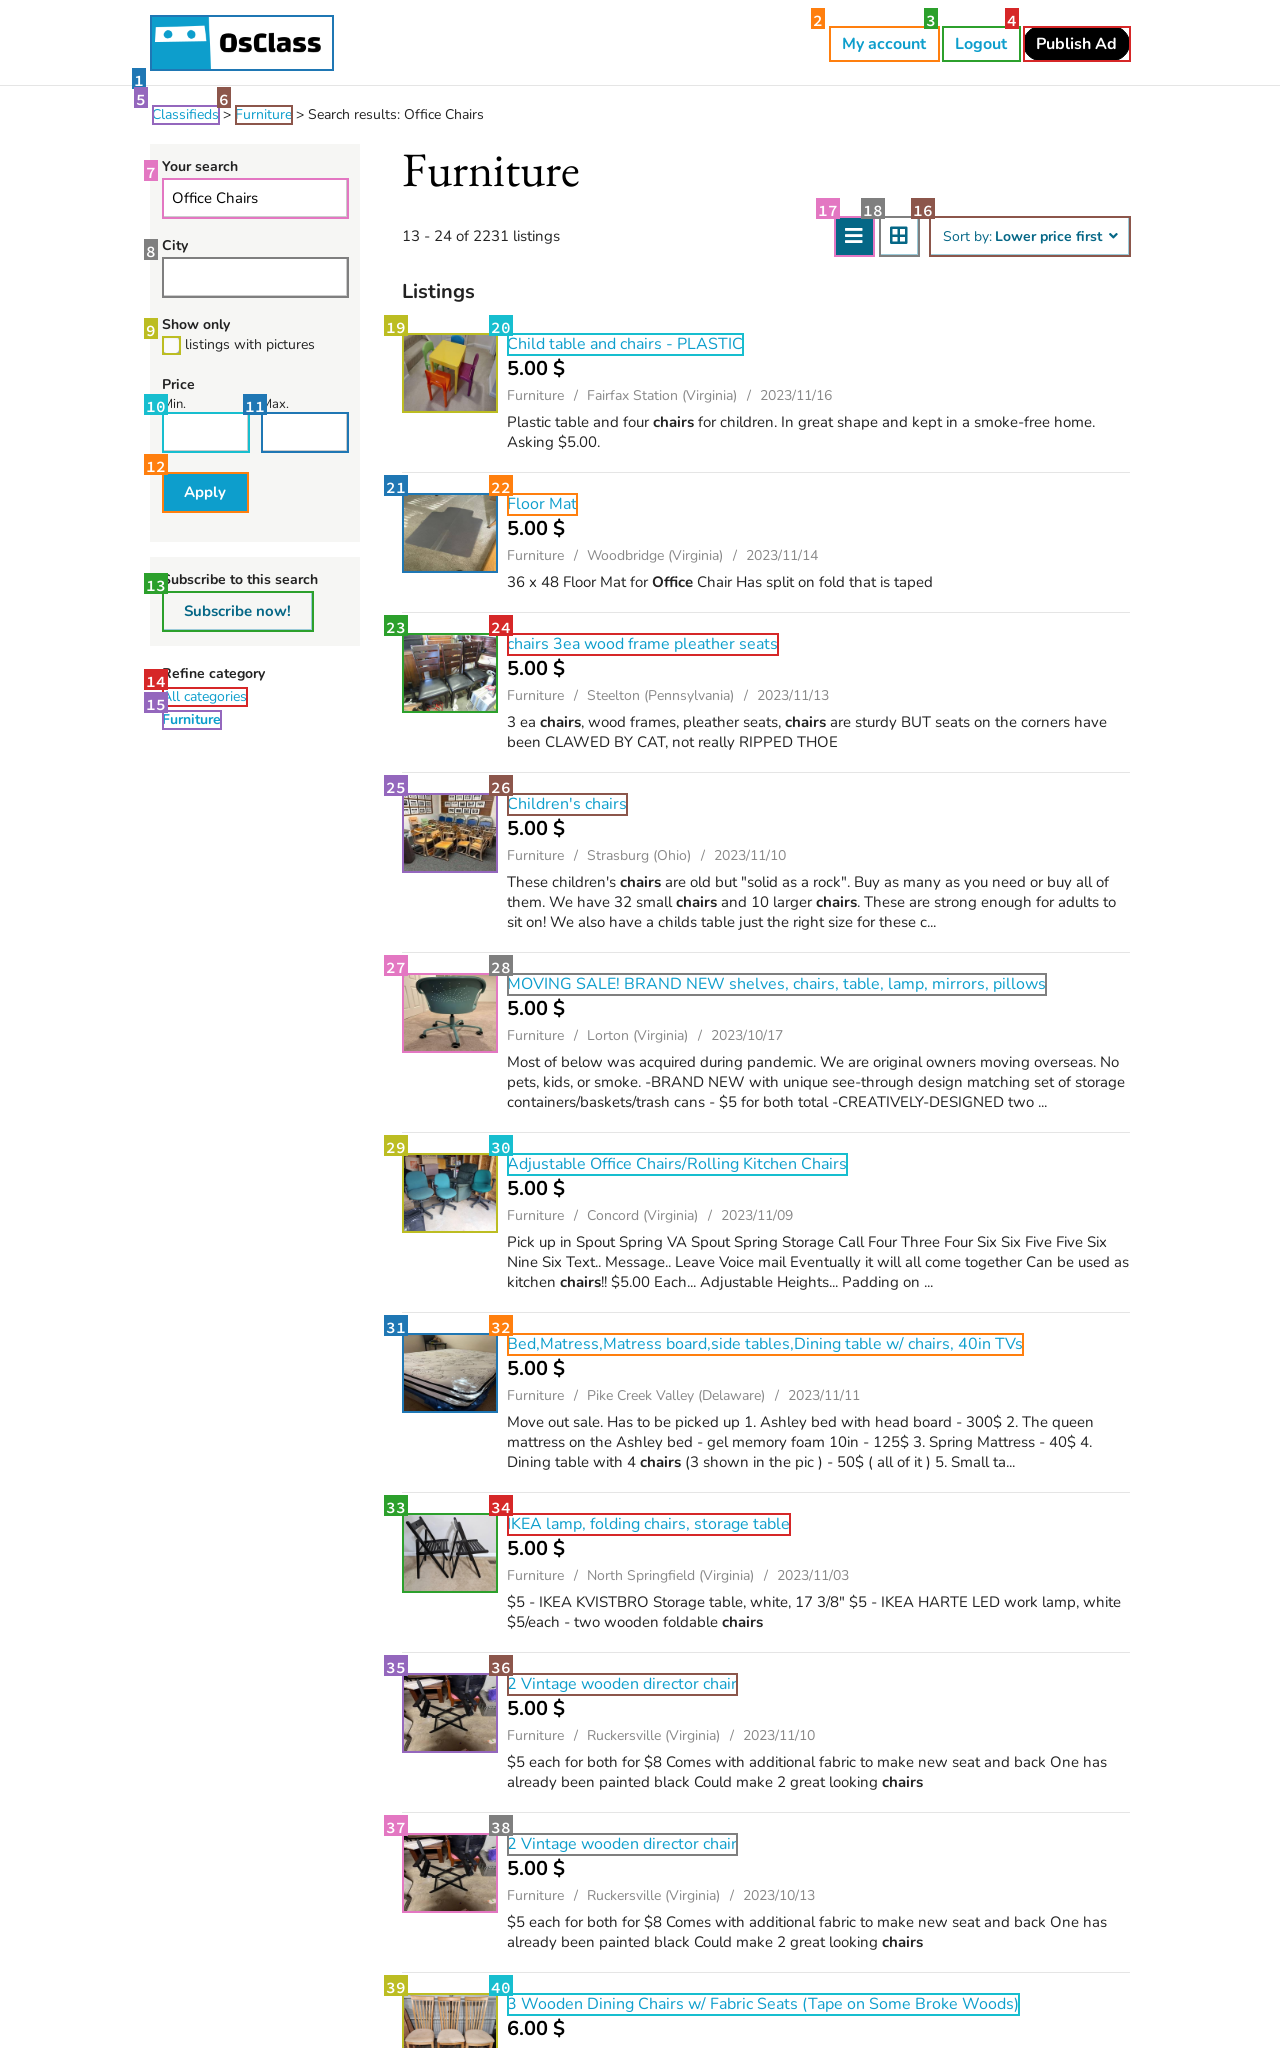 OsClass
2
My account
3
Logout
4
Publish Ad
1
5
Classifieds
6
> Furniture > Search results: Office Chairs
7
Your search
Office Chairs
8
City
9
Show only
listings with pictures
Price
10
Min.
11
Max.
12
Apply
13
Subscribe to this search
Subscribe now!
Refine category
14
All categories
15
Furniture
Furniture
13 - 24 of 2231 listings
17
18
16
Sort by: Lower price first
Listings
19
20
Child table and chairs - PLASTIC
5.00 $
Furniture / Fairfax Station (Virginia) / 2023/11/16
Plastic table and four chairs for children. In great shape and kept in a smoke-free home.
Asking $5.00.
21
22
Floor Mat
5.00 $
Furniture / Woodbridge (Virginia) / 2023/11/14
36 x 48 Floor Mat for Office Chair Has split on fold that is taped
23
24
chairs 3ea wood frame pleather seats
5.00 $
Furniture / Steelton (Pennsylvania) / 2023/11/13
3 ea chairs, wood frames, pleather seats, chairs are sturdy BUT seats on the corners have
been CLAWED BY CAT, not really RIPPED THOE
25
26
Children's chairs
5.00 $
Furniture / Strasburg (Ohio) / 2023/11/10
These children's chairs are old but "solid as a rock". Buy as many as you need or buy all of
them. We have 32 small chairs and 10 larger chairs. These are strong enough for adults to
sit on! We also have a childs table just the right size for these c...
27
28
MOVING SALE! BRAND NEW shelves, chairs, table, lamp, mirrors, pillows
5.00 $
Furniture / Lorton (Virginia) / 2023/10/17
Most of below was acquired during pandemic. We are original owners moving overseas. No
pets, kids, or smoke. -BRAND NEW with unique see-through design matching set of storage
containers/baskets/trash cans - $5 for both total -CREATIVELY-DESIGNED two ...
29
30
Adjustable Office Chairs/Rolling Kitchen Chairs
5.00 $
Furniture / Concord (Virginia) / 2023/11/09
Pick up in Spout Spring VA Spout Spring Storage Call Four Three Four Six Six Five Five Six
Nine Six Text.. Message.. Leave Voice mail Eventually it will all come together Can be used as
kitchen chairs!! $5.00 Each... Adjustable Heights... Padding on ...
31
32
Bed,Matress,Matress board,side tables,Dining table w/ chairs, 40in TVs
5.00 $
Furniture / Pike Creek Valley (Delaware) / 2023/11/11
Move out sale. Has to be picked up 1. Ashley bed with head board - 300$ 2. The queen
mattress on the Ashley bed - gel memory foam 10in - 125$ 3. Spring Mattress - 40$ 4.
Dining table with 4 chairs (3 shown in the pic ) - 50$ ( all of it ) 5. Small ta...
33
34
IKEA lamp, folding chairs, storage table
5.00 $
Furniture / North Springfield (Virginia) / 2023/11/03
$5 - IKEA KVISTBRO Storage table, white, 17 3/8" $5 - IKEA HARTE LED work lamp, white
$5/each - two wooden foldable chairs
35
36
2 Vintage wooden director chair
5.00 $
Furniture / Ruckersville (Virginia) / 2023/11/10
$5 each for both for $8 Comes with additional fabric to make new seat and back One has
already been painted black Could make 2 great looking chairs
37
38
2 Vintage wooden director chair
5.00 $
Furniture / Ruckersville (Virginia) / 2023/10/13
$5 each for both for $8 Comes with additional fabric to make new seat and back One has
already been painted black Could make 2 great looking chairs
39
40
3 Wooden Dining Chairs w/ Fabric Seats (Tape on Some Broke Woods)
6.00 $